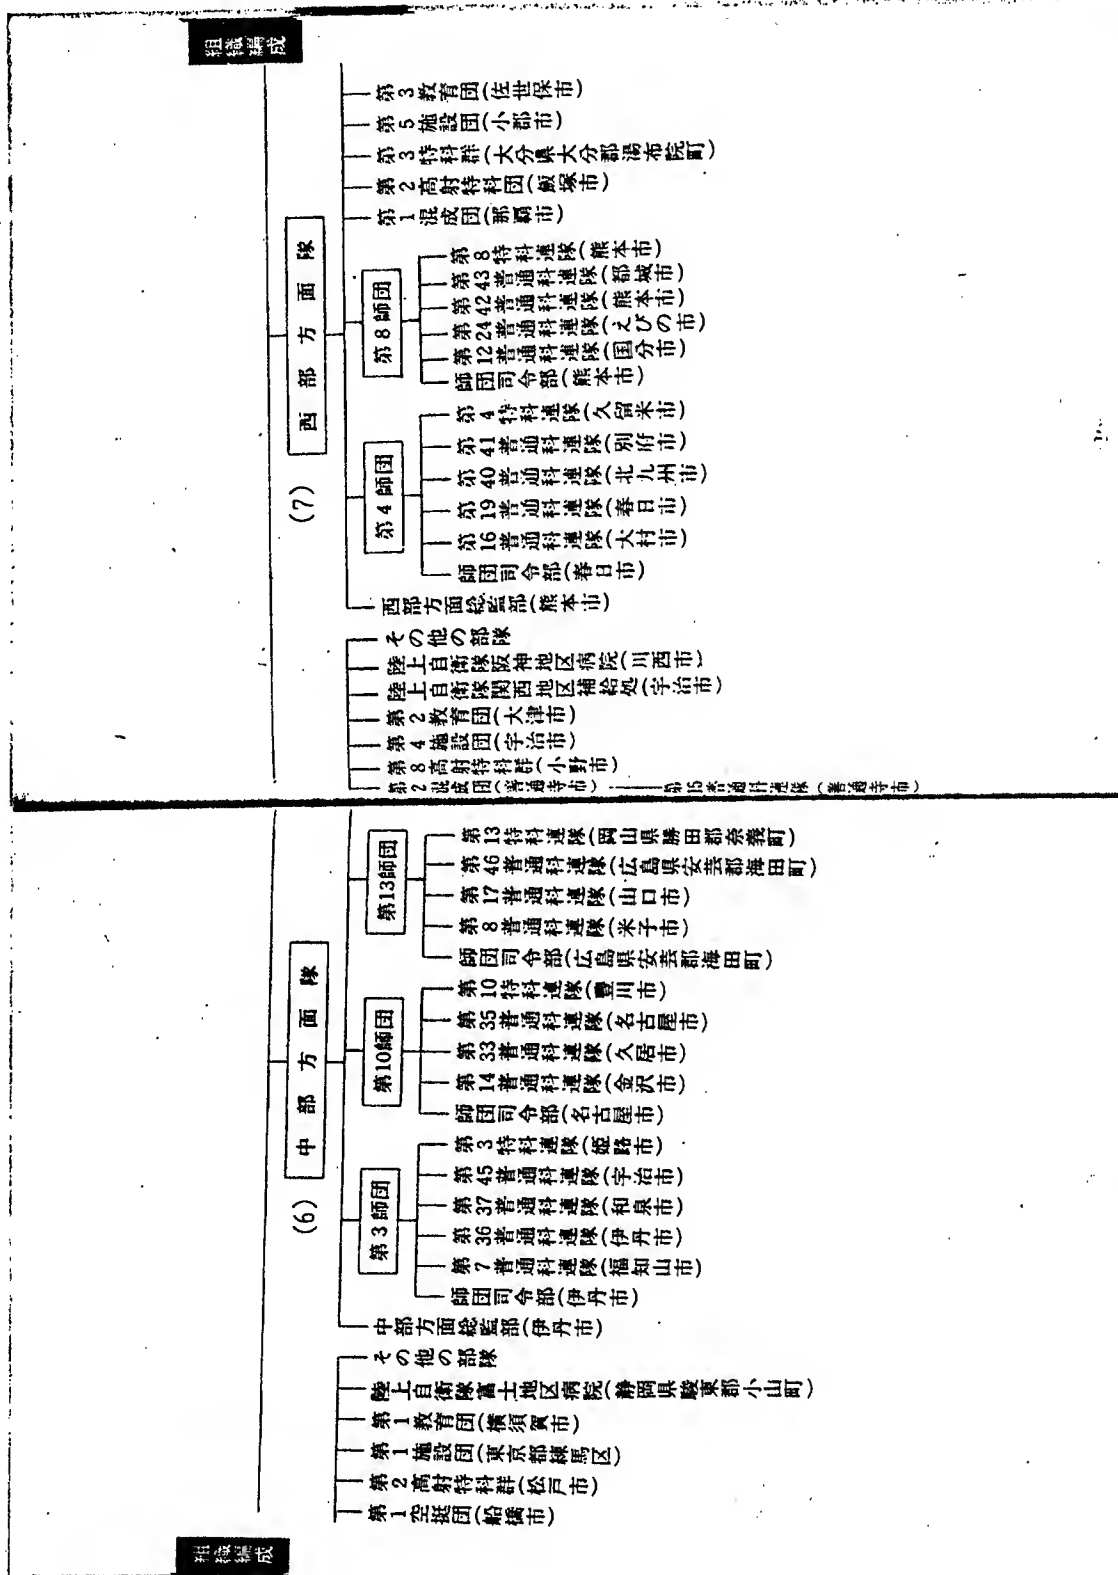 組織編成
第1空挺団(船橋市)
第2高射特科群(松戸市)
第1施設団(東京都練馬区)
第1教育団(横須賀市)
陸上自衛隊富士地区病院(静岡県駿東郡小山町)
その他の部隊
(6)
中部方面隊
中部方面総監部(伊丹市)
第3師団
師団司令部(伊丹市)
第7普通科連隊(福知山市)
第36普通科連隊(伊丹市)
第37普通科連隊(和泉市)
第45普通科連隊(宇治市)
第3特科連隊(姫路市)
第10師団
師団司令部(名古屋市)
第14普通科連隊(金沢市)
第33普通科連隊(久居市)
第35普通科連隊(名古屋市)
第10特科連隊(豊川市)
第13師団
師団司令部(広島県安芸郡海田町)
第8普通科連隊(米子市)
第17普通科連隊(山口市)
第46普通科連隊(広島県安芸郡海田町)
第13特科連隊(岡山県勝田郡奈義町)
第2混成団(善通寺市)
第15普通科連隊(善通寺市)
第8高射特科群(小野市)
第4施設団(宇治市)
第2教育団(大津市)
陸上自衛隊関西地区補給処(宇治市)
陸上自衛隊阪神地区病院(川西市)
その他の部隊
(7)
西部方面隊
西部方面総監部(熊本市)
第4師団
師団司令部(春日市)
第16普通科連隊(大村市)
第19普通科連隊(春日市)
第40普通科連隊(北九州市)
第41普通科連隊(別府市)
第4特科連隊(久留米市)
第8師団
師団司令部(熊本市)
第12普通科連隊(国分市)
第24普通科連隊(えびの市)
第42普通科連隊(熊本市)
第43普通科連隊(都城市)
第8特科連隊(熊本市)
第1混成団(那覇市)
第2高射特科団(飯塚市)
第3特科群(大分県大分郡湯布院町)
第5施設団(小郡市)
第3教育団(佐世保市)
組織編成